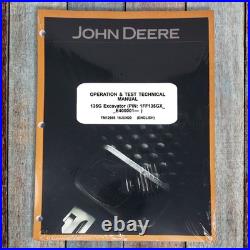 JOHN DEERE
OPERATION & TEST TECHNICAL
MANUAL
135G Excavator (PIN: 1FF135GX_
_E400001— )
(ENGLISH)